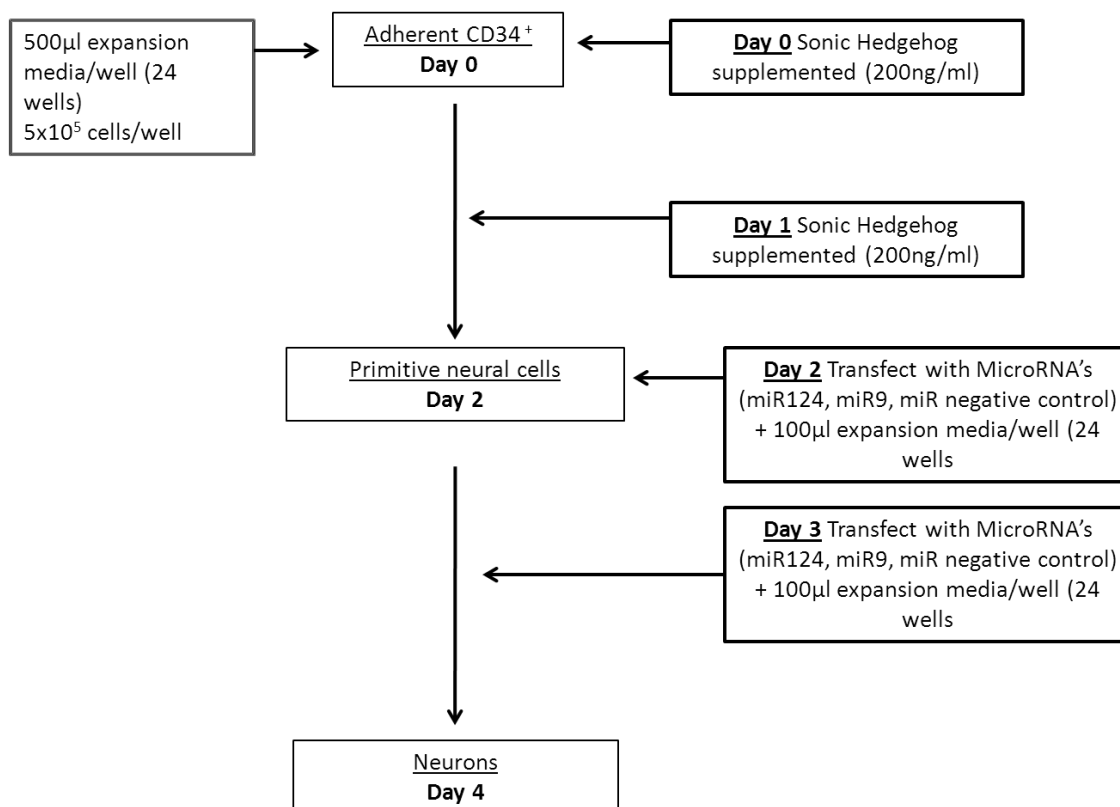 500µl expansion
media/well (24
wells)
5x10⁵ cells/well
Adherent CD34⁺
Day 0
Day 0 Sonic Hedgehog
supplemented (200ng/ml)
Day 1 Sonic Hedgehog
supplemented (200ng/ml)
Primitive neural cells
Day 2
Day 2 Transfect with MicroRNA’s
(miR124, miR9, miR negative control)
+ 100µl expansion media/well (24
wells
Day 3 Transfect with MicroRNA’s
(miR124, miR9, miR negative control)
+ 100µl expansion media/well (24
wells
Neurons
Day 4